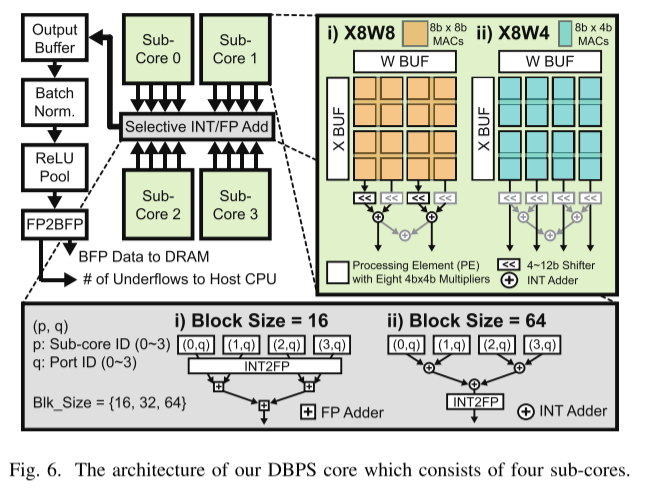 Output
Buffer
Batch
Norm.
ReLU
Pool
FP2BFP
Sub-
Core 0
Sub-
Core 1
Selective INT/FP Add
Sub-
Core 2
Sub-
Core 3
BFP Data to DRAM
# of Underflows to Host CPU
i) X8W8
8b x 8b
MACs
W BUF
X BUF
<<
<<
<<
<<
ii) X8W4
8b x 4b
MACs
W BUF
X BUF
<<
<<
<<
<<
Processing Element (PE)
with Eight 4bx4b Multipliers
<< 4~12b Shifter
INT Adder
(p, q)
p: Sub-core ID (0~3)
q: Port ID (0~3)
Blk_Size = {16, 32, 64}
i) Block Size = 16
(0,q) (1,q) (2,q) (3,q)
INT2FP
FP Adder
ii) Block Size = 64
(0,q) (1,q) (2,q) (3,q)
INT2FP
INT Adder
Fig. 6. The architecture of our DBPS core which consists of four sub-cores.